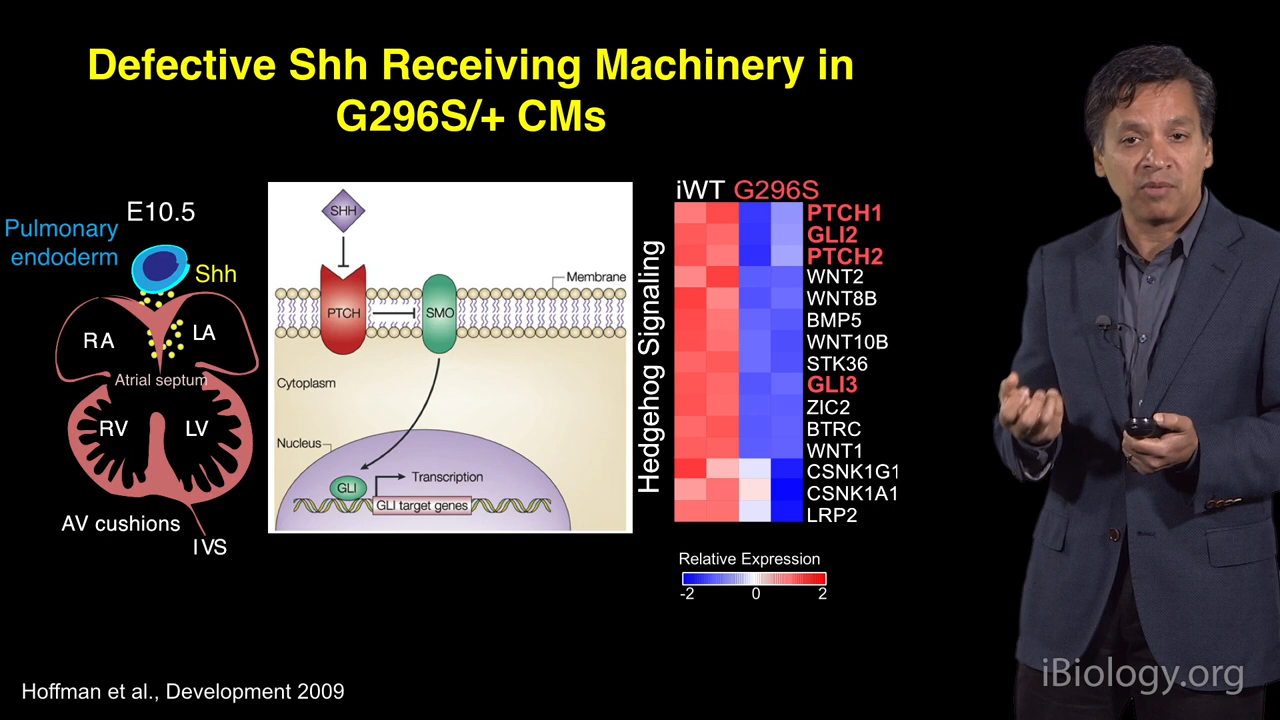 Defective Shh Receiving Machinery in
G296S/+ CMs
E10.5
Pulmonary
endoderm
Shh
RA
LA
Atrial septum
RV
LV
AV cushions
IVS
SHH
Membrane
PTCH
SMO
Cytoplasm
Nucleus
Transcription
GLI
GLI target genes
Hedgehog Signaling
iWT G296S
PTCH1
GLI2
PTCH2
WNT2
WNT8B
BMP5
WNT10B
STK36
GLI3
ZIC2
BTRC
WNT1
CSNK1G1
CSNK1A1
LRP2
Relative Expression
-2 0 2
Hoffman et al., Development 2009
iBiology.org